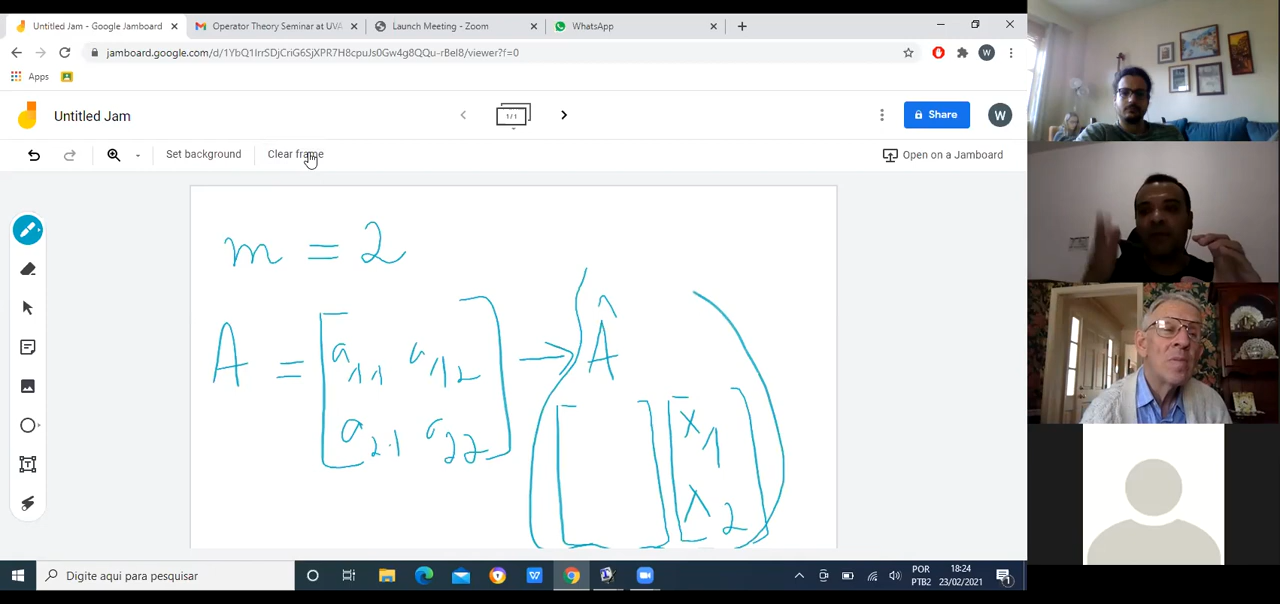 Untitled Jam - Google Jamboard
Operator Theory Seminar at UVA
Launch Meeting - Zoom
WhatsApp
jamboard.google.com/d/1YbQ1IrrSDjCriG6SjXPR7H8cpuJs0Gw4g8QQu-rBeI8/viewer?f=0
W
Apps
Untitled Jam
1/1
Share
W
Set background
Clear frame
Open on a Jamboard
m = 2
A = [a11 a12 → Â
a21 a22]
[ ] [x1
x2]
Digite aqui para pesquisar
POR
PTB2
18:24
23/02/2021
1